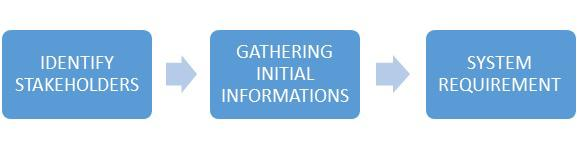 IDENTIFY
STAKEHOLDERS
GATHERING
INITIAL
INFORMATIONS
SYSTEM
REQUIREMENT